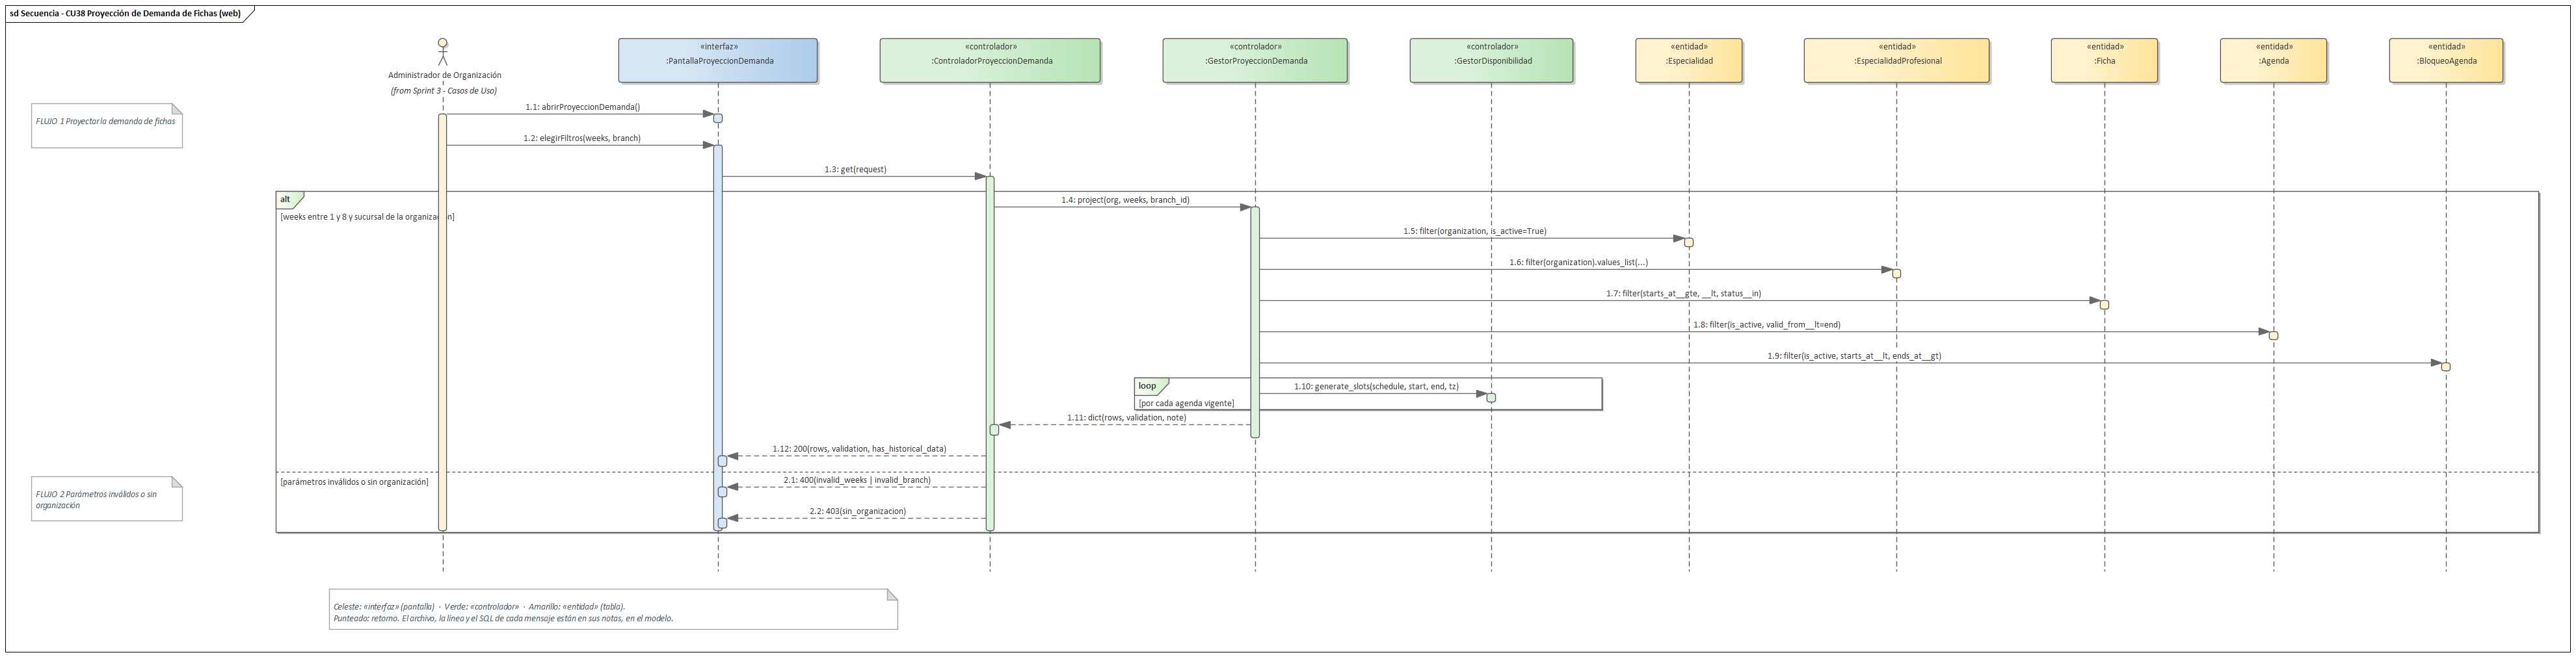 sd Secuencia - CU38 Proyección de Demanda de Fichas (web)
«interfaz»
:PantallaProyeccionDemanda
«controlador»
:ControladorProyeccionDemanda
«controlador»
:GestorProyeccionDemanda
«controlador»
:GestorDisponibilidad
«entidad»
:Especialidad
«entidad»
:EspecialidadProfesional
«entidad»
:Ficha
«entidad»
:Agenda
«entidad»
:BloqueoAgenda
Administrador de Organización
(from Sprint 3 - Casos de Uso)
FLUJO 1 Proyectar la demanda de fichas
1.1: abrirProyeccionDemanda()
1.2: elegirFiltros(weeks, branch)
1.3: get(request)
alt
[weeks entre 1 y 8 y sucursal de la organización]
1.4: project(org, weeks, branch_id)
1.5: filter(organization, is_active=True)
1.6: filter(organization).values_list(...)
1.7: filter(starts_at__gte, __lt, status__in)
1.8: filter(is_active, valid_from__lt=end)
1.9: filter(is_active, starts_at__lt, ends_at__gt)
loop
1.10: generate_slots(schedule, start, end, tz)
[por cada agenda vigente]
1.11: dict(rows, validation, note)
1.12: 200(rows, validation, has_historical_data)
[parámetros inválidos o sin organización]
2.1: 400(invalid_weeks | invalid_branch)
FLUJO 2 Parámetros inválidos o sin
organización
2.2: 403(sin_organizacion)
Celeste: «interfaz» (pantalla) · Verde: «controlador» · Amarillo: «entidad» (tabla).
Punteado: retorno. El archivo, la línea y el SQL de cada mensaje están en sus notas, en el modelo.